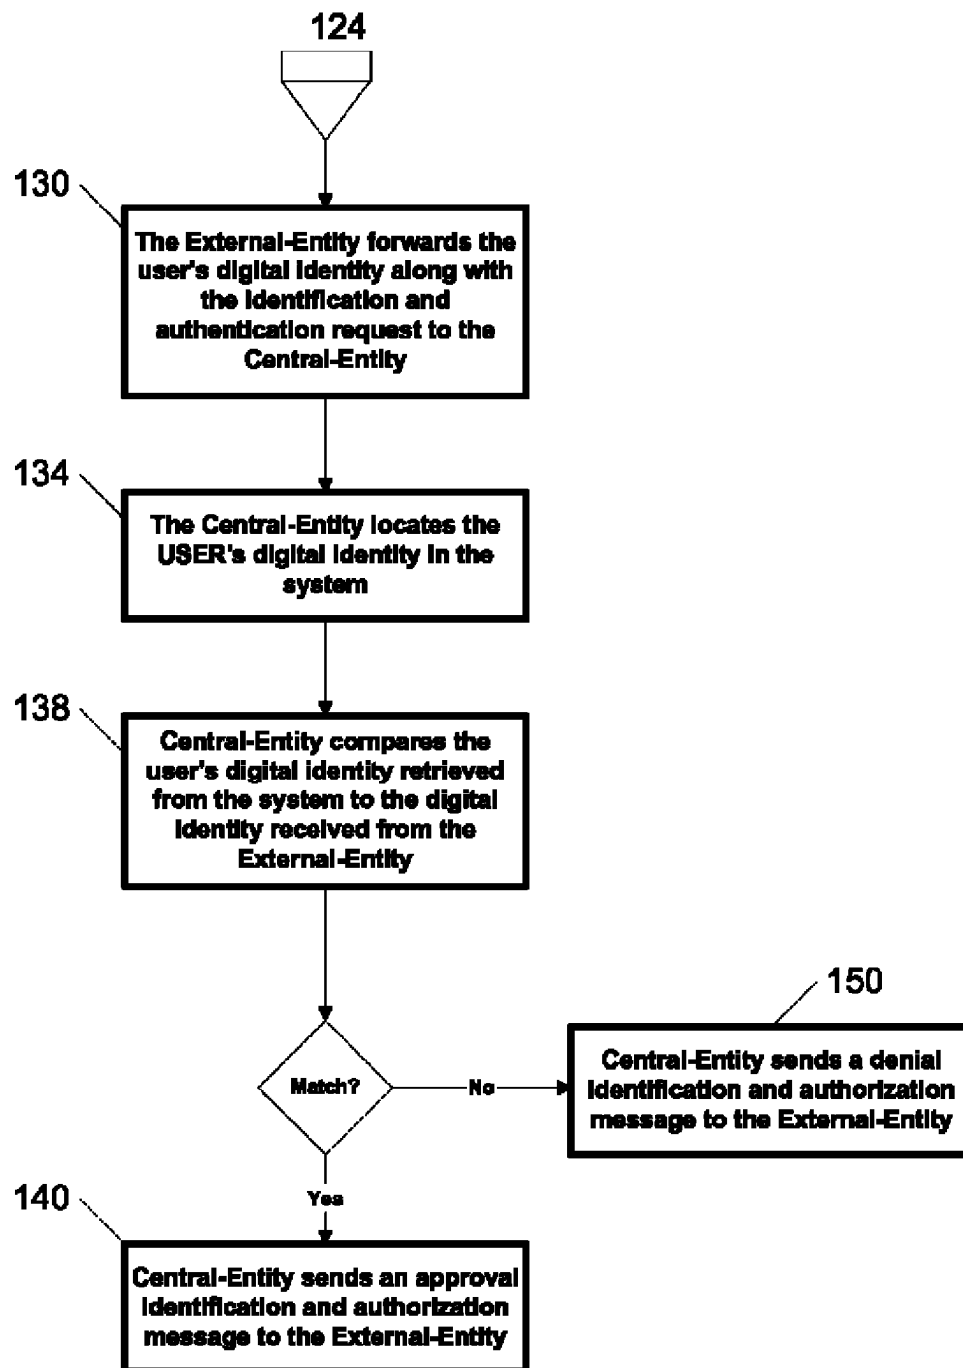 124
130
The External-Entity forwards the
user's digital identity along with
the identification and
authentication request to the
Central-Entity
134
The Central-Entity locates the
USER's digital identity in the
system
138
Central-Entity compares the
user's digital identity retrieved
from the system to the digital
identity received from the
External-Entity
150
Match?
No
Central-Entity sends a denial
identification and authorization
message to the External-Entity
Yes
140
Central-Entity sends an approval
identification and authorization
message to the External-Entity